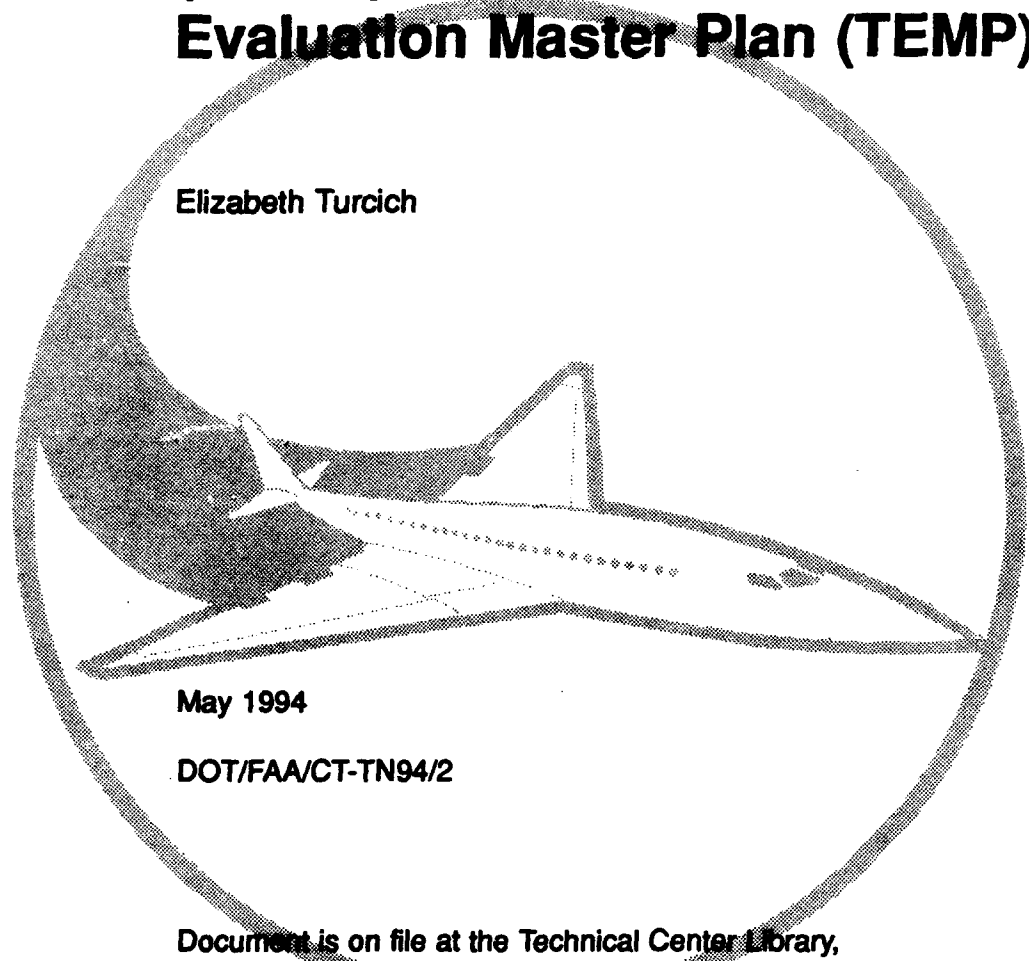 Evaluation Master Plan (TEMP)
Elizabeth Turcich
May 1994
DOT/FAA/CT-TN94/2
Document is on file at the Technical Center Library,